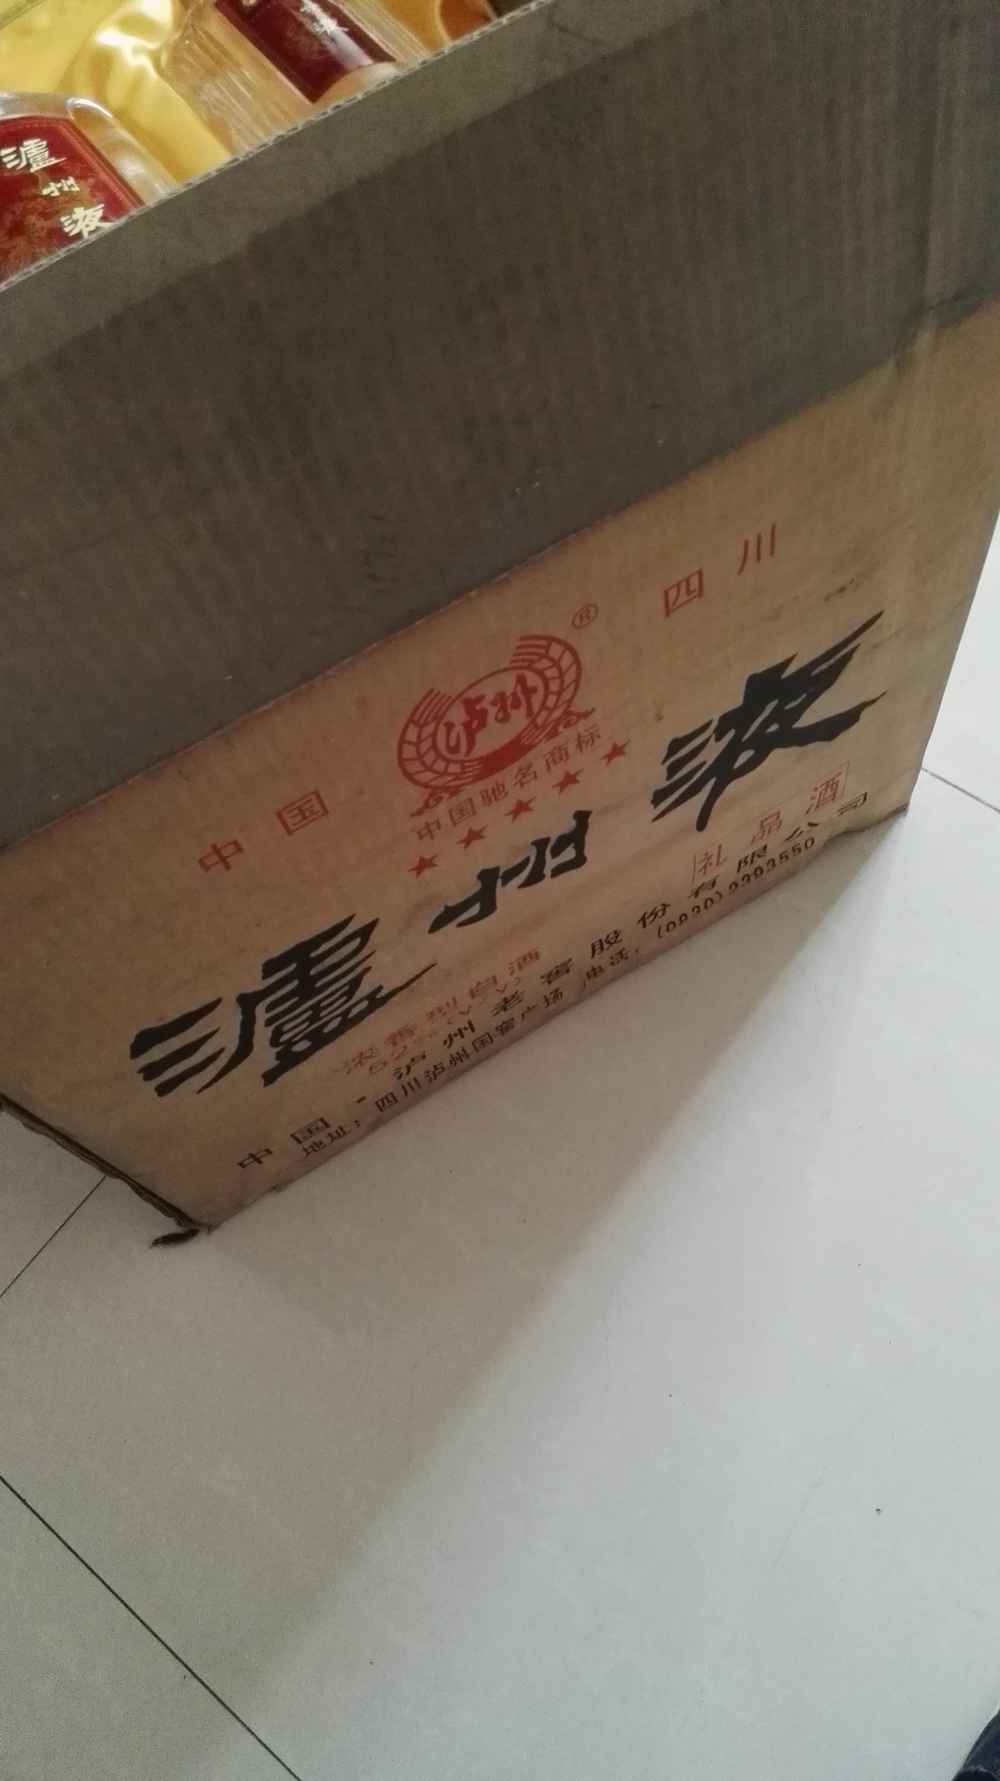 瀘
州
液
中国
四川
®
泸州
中国驰名商标
瀘州液
礼品酒
浓香型白酒
52%(V/V)
中国·泸州老窖股份有限公司
地址：四川泸州国窖广场 电话：(0830)2393550